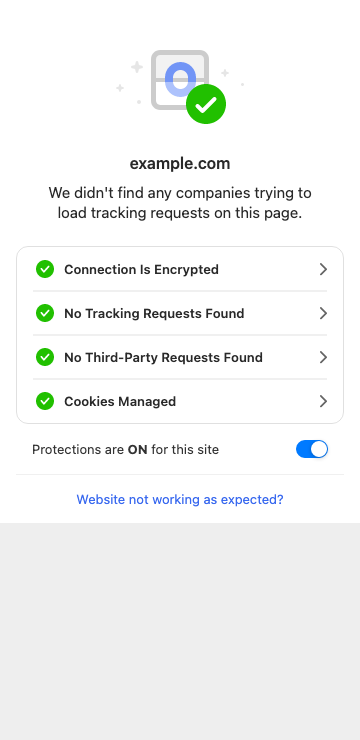 example.com
We didn't find any companies trying to
load tracking requests on this page.
Connection Is Encrypted
No Tracking Requests Found
No Third-Party Requests Found
Cookies Managed
Protections are ON for this site
Website not working as expected?